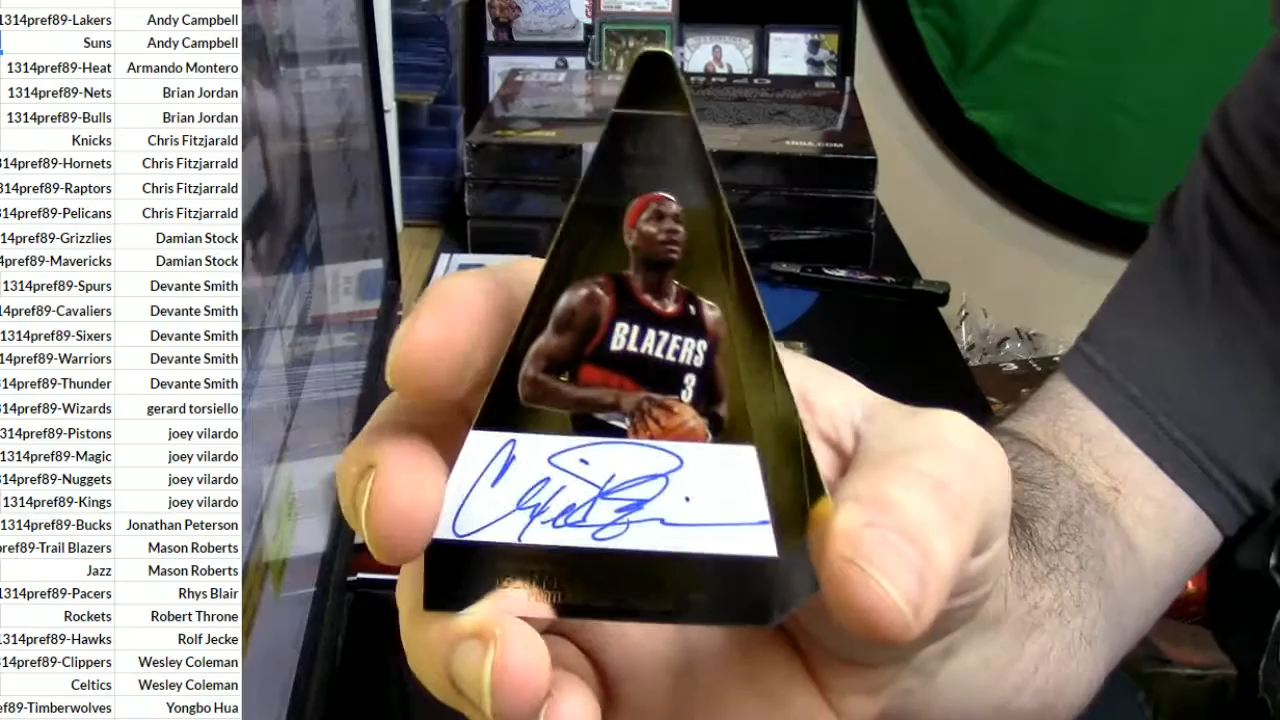 1314pref89-Lakers Andy Campbell
Suns Andy Campbell
1314pref89-Heat Armando Montero
1314pref89-Nets Brian Jordan
1314pref89-Bulls Brian Jordan
Knicks Chris Fitzjarald
314pref89-Hornets Chris Fitzjarrald
314pref89-Raptors Chris Fitzjarrald
314pref89-Pelicans Chris Fitzjarrald
14pref89-Grizzlies Damian Stock
4pref89-Mavericks Damian Stock
1314pref89-Spurs Devante Smith
14pref89-Cavaliers Devante Smith
1314pref89-Sixers Devante Smith
14pref89-Warriors Devante Smith
314pref89-Thunder Devante Smith
14pref89-Wizards gerard torsiello
314pref89-Pistons joey vilardo
1314pref89-Magic joey vilardo
314pref89-Nuggets joey vilardo
1314pref89-Kings joey vilardo
1314pref89-Bucks Jonathan Peterson
pref89-Trail Blazers Mason Roberts
Jazz Mason Roberts
1314pref89-Pacers Rhys Blair
Rockets Robert Throne
1314pref89-Hawks Rolf Jecke
314pref89-Clippers Wesley Coleman
Celtics Wesley Coleman
ef89-Timberwolves Yongbo Hua
BLAZERS
3